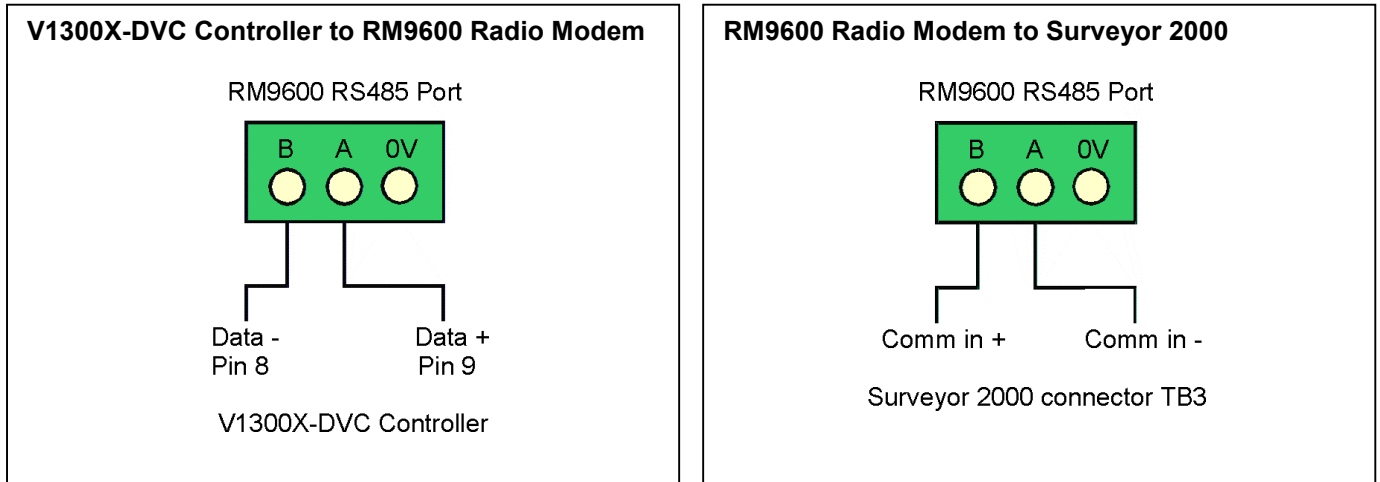 V1300X-DVC Controller to RM9600 Radio Modem
RM9600 RS485 Port
B A 0V
Data - Data +
Pin 8 Pin 9
V1300X-DVC Controller
RM9600 Radio Modem to Surveyor 2000
RM9600 RS485 Port
B A 0V
Comm in + Comm in -
Surveyor 2000 connector TB3